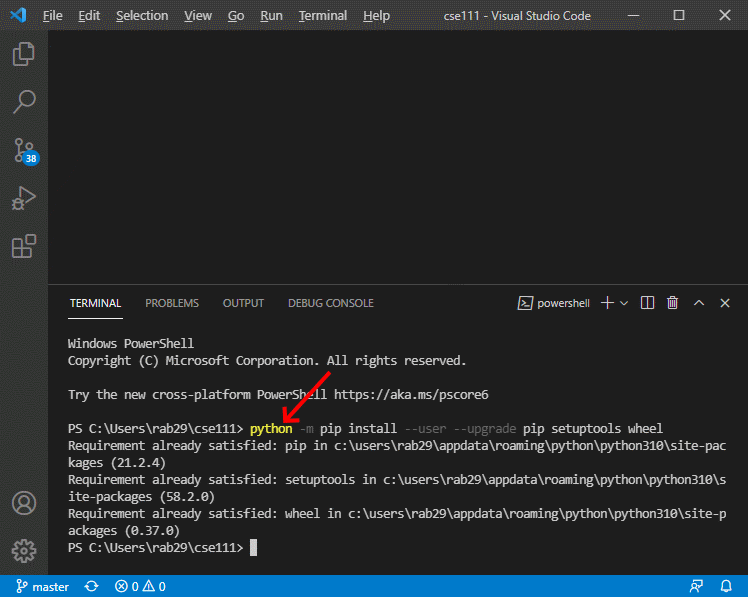 File Edit Selection View Go Run Terminal Help cse111 - Visual Studio Code
38
TERMINAL PROBLEMS OUTPUT DEBUG CONSOLE powershell
Windows PowerShell
Copyright (C) Microsoft Corporation. All rights reserved.
Try the new cross-platform PowerShell https://aka.ms/pscore6
PS C:\Users\rab29\cse111> python -m pip install --user --upgrade pip setuptools wheel
Requirement already satisfied: pip in c:\users\rab29\appdata\roaming\python\python310\site-pac
kages (21.2.4)
Requirement already satisfied: setuptools in c:\users\rab29\appdata\roaming\python\python310\s
ite-packages (58.2.0)
Requirement already satisfied: wheel in c:\users\rab29\appdata\roaming\python\python310\site-p
ackages (0.37.0)
PS C:\Users\rab29\cse111>
master 0 0